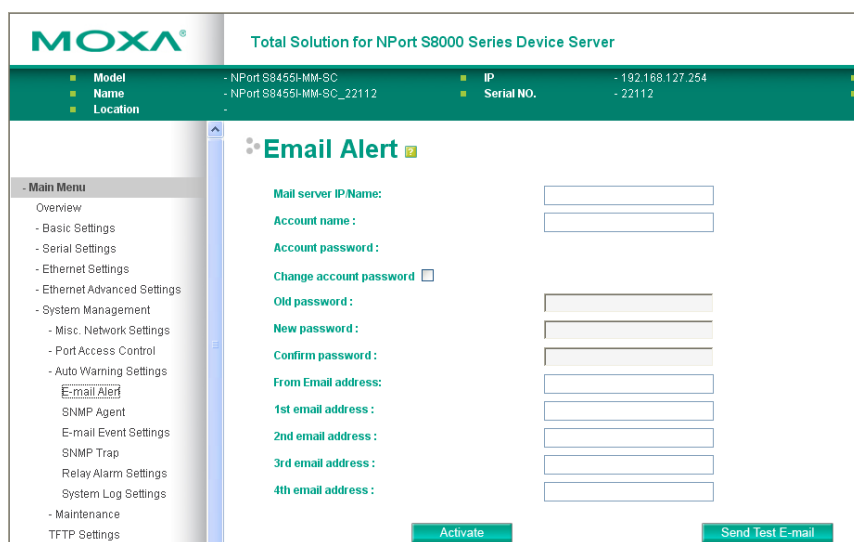 MOXA®
Total Solution for NPort S8000 Series Device Server
Model - NPort S8455I-MM-SC IP - 192.168.127.254
Name - NPort S8455I-MM-SC_22112 Serial NO. - 22112
Location -
- Main Menu
Overview
- Basic Settings
- Serial Settings
- Ethernet Settings
- Ethernet Advanced Settings
- System Management
- Misc. Network Settings
- Port Access Control
- Auto Warning Settings
E-mail Alert
SNMP Agent
E-mail Event Settings
SNMP Trap
Relay Alarm Settings
System Log Settings
- Maintenance
TFTP Settings
Email Alert ?
Mail server IP/Name:
Account name :
Account password :
Change account password
Old password :
New password :
Confirm password :
From Email address:
1st email address :
2nd email address :
3rd email address :
4th email address :
Activate
Send Test E-mail